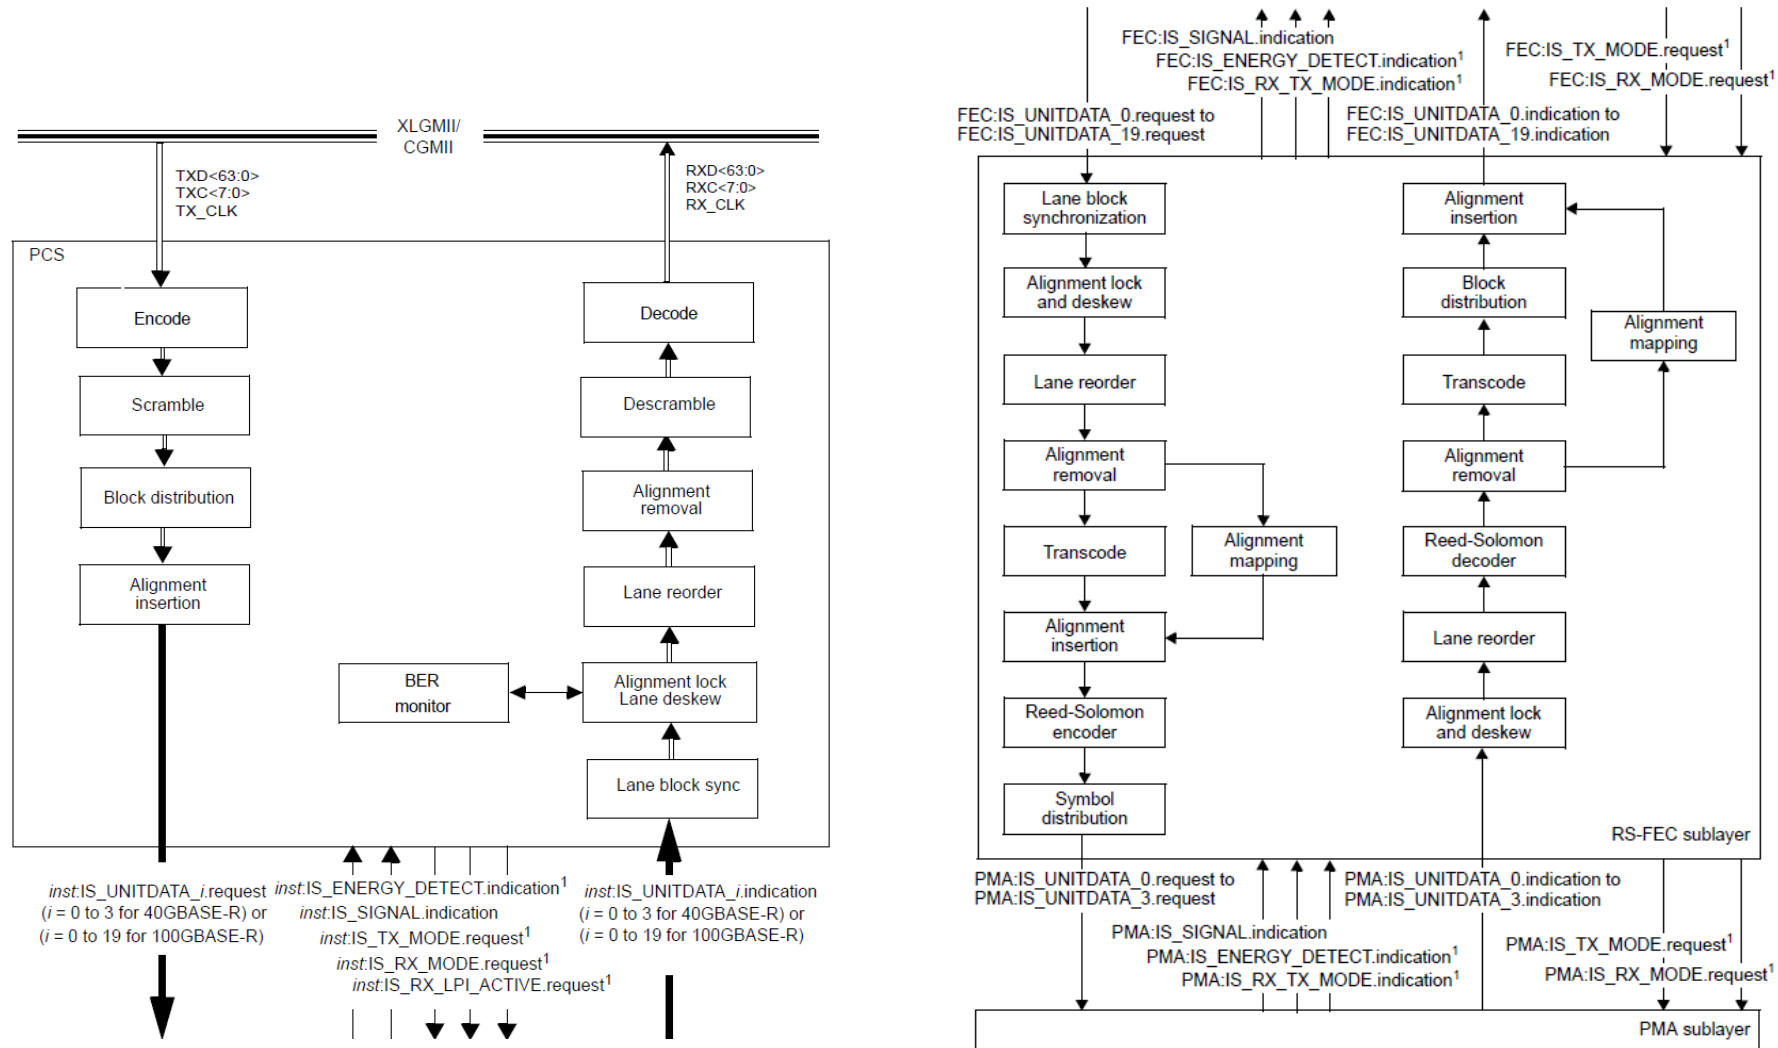 XLGMII/
CGMII
TXD<63:0>
TXC<7:0>
TX_CLK
RXD<63:0>
RXC<7:0>
RX_CLK
PCS
Encode
Scramble
Block distribution
Alignment
insertion
Decode
Descramble
Alignment
removal
Lane reorder
Alignment lock
Lane deskew
BER
monitor
Lane block sync
inst:IS_UNITDATA_i.request
(i = 0 to 3 for 40GBASE-R) or
(i = 0 to 19 for 100GBASE-R)
inst:IS_ENERGY_DETECT.indication1
inst:IS_SIGNAL.indication
inst:IS_TX_MODE.request1
inst:IS_RX_MODE.request1
inst:IS_RX_LPI_ACTIVE.request1
inst:IS_UNITDATA_i.indication
(i = 0 to 3 for 40GBASE-R) or
(i = 0 to 19 for 100GBASE-R)
FEC:IS_SIGNAL.indication
FEC:IS_ENERGY_DETECT.indication1
FEC:IS_RX_TX_MODE.indication1
FEC:IS_TX_MODE.request1
FEC:IS_RX_MODE.request1
FEC:IS_UNITDATA_0.request to
FEC:IS_UNITDATA_19.request
FEC:IS_UNITDATA_0.indication to
FEC:IS_UNITDATA_19.indication
Lane block
synchronization
Alignment lock
and deskew
Lane reorder
Alignment
removal
Transcode
Alignment
mapping
Alignment
insertion
Reed-Solomon
encoder
Symbol
distribution
Alignment
insertion
Block
distribution
Alignment
mapping
Transcode
Alignment
removal
Reed-Solomon
decoder
Lane reorder
Alignment lock
and deskew
RS-FEC sublayer
PMA:IS_UNITDATA_0.request to
PMA:IS_UNITDATA_3.request
PMA:IS_UNITDATA_0.indication to
PMA:IS_UNITDATA_3.indication
PMA:IS_SIGNAL.indication
PMA:IS_ENERGY_DETECT.indication1
PMA:IS_RX_TX_MODE.indication1
PMA:IS_TX_MODE.request1
PMA:IS_RX_MODE.request1
PMA sublayer